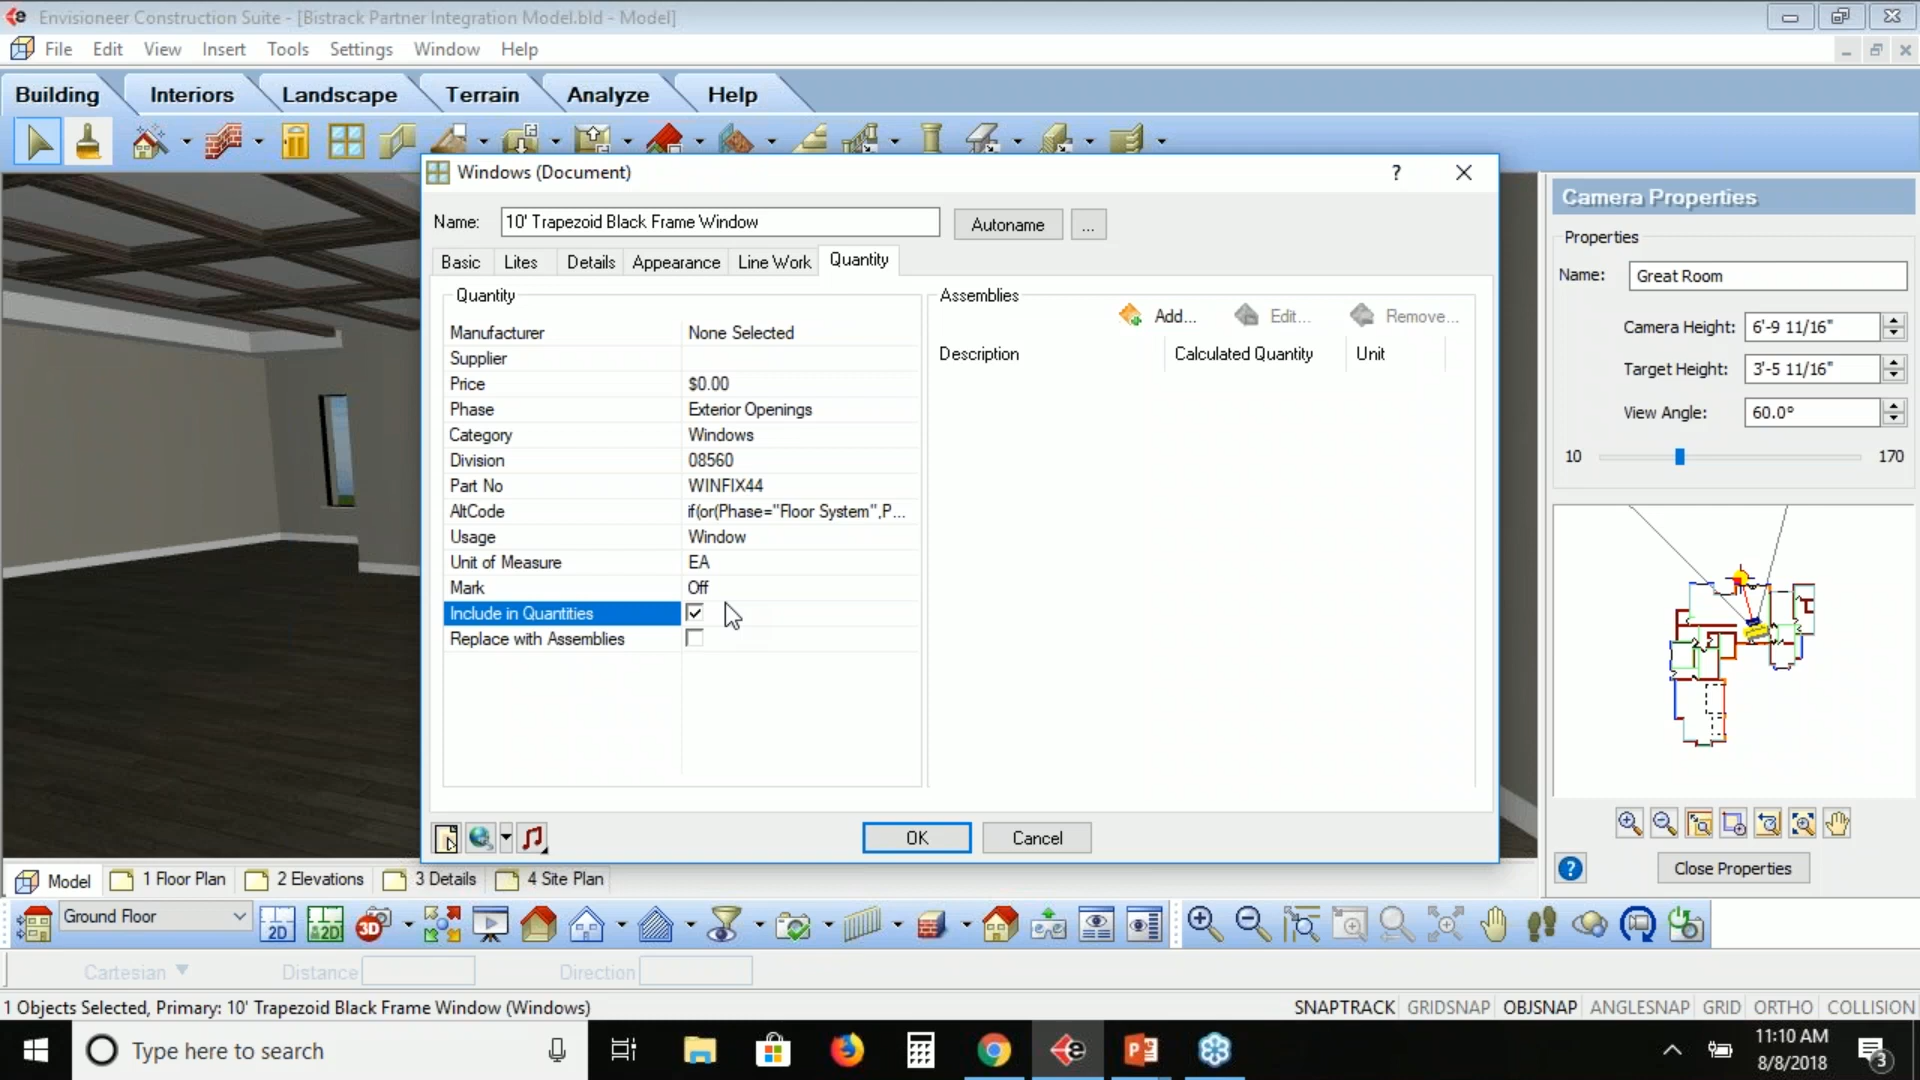 Envisioneer Construction Suite - [Bistrack Partner Integration Model.bld - Model]
File Edit View Insert Tools Settings Window Help
Building Interiors Landscape Terrain Analyze Help
Windows (Document)
?
Name: 10' Trapezoid Black Frame Window Autoname ...
Basic Lites Details Appearance Line Work Quantity
Quantity
Manufacturer None Selected
Supplier
Price $0.00
Phase Exterior Openings
Category Windows
Division 08560
Part No WINFIX44
AltCode if(or(Phase="Floor System",P...
Usage Window
Unit of Measure EA
Mark Off
Include in Quantities
Replace with Assemblies
Assemblies
Add... Edit... Remove...
Description Calculated Quantity Unit
OK Cancel
Camera Properties
Properties
Name: Great Room
Camera Height: 6'-9 11/16"
Target Height: 3'-5 11/16"
View Angle: 60.0°
10 170
? Close Properties
Model 1 Floor Plan 2 Elevations 3 Details 4 Site Plan
Ground Floor 2D 2D 3D
Cartesian Distance Direction
1 Objects Selected, Primary: 10' Trapezoid Black Frame Window (Windows)
SNAPTRACK GRIDSNAP OBJSNAP ANGLESNAP GRID ORTHO COLLISION
Type here to search
11:10 AM
8/8/2018
3